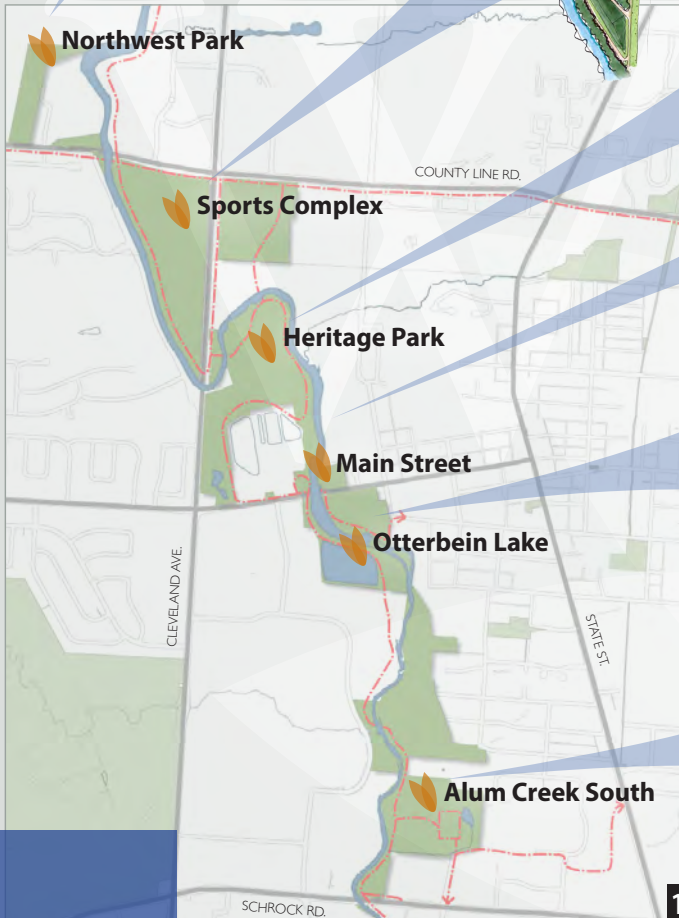 Northwest Park
COUNTY LINE RD.
Sports Complex
Heritage Park
Main Street
Otterbein Lake
CLEVELAND AVE.
STATE ST.
Alum Creek South
SCHROCK RD.
1